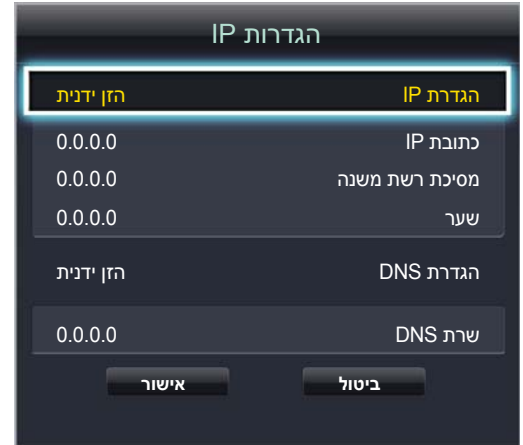 הגדרות IP
הגדרת IP הזן ידנית
כתובת IP 0.0.0.0
מסיכת רשת משנה 0.0.0.0
שער 0.0.0.0
הגדרת DNS הזן ידנית
שרת DNS 0.0.0.0
ביטול אישור